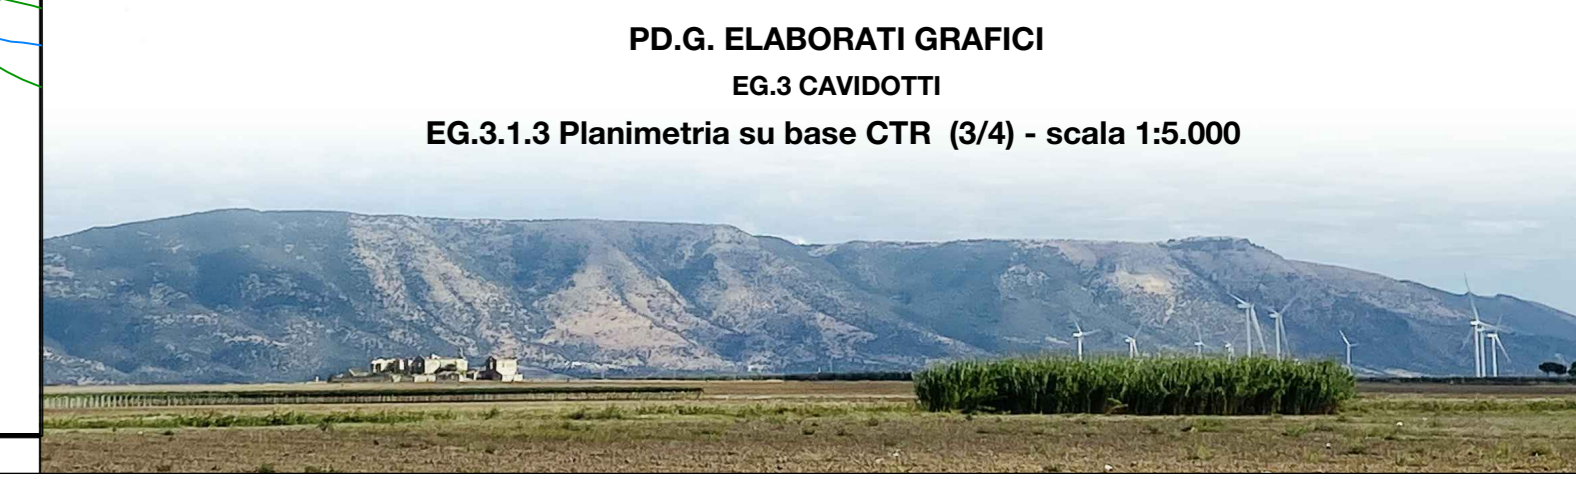 PD.G. ELABORATI GRAFICI
EG.3 CAVIDOTTI
EG.3.1.3 Planimetria su base CTR (3/4) - scala 1:5.000